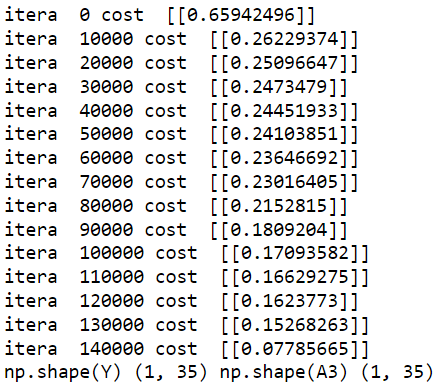 itera  0 cost  [[0.65942496]]
itera  10000 cost  [[0.26229374]]
itera  20000 cost  [[0.25096647]]
itera  30000 cost  [[0.2473479]]
itera  40000 cost  [[0.24451933]]
itera  50000 cost  [[0.24103851]]
itera  60000 cost  [[0.23646692]]
itera  70000 cost  [[0.23016405]]
itera  80000 cost  [[0.2152815]]
itera  90000 cost  [[0.1809204]]
itera  100000 cost  [[0.17093582]]
itera  110000 cost  [[0.16629275]]
itera  120000 cost  [[0.1623773]]
itera  130000 cost  [[0.15268263]]
itera  140000 cost  [[0.07785665]]
np.shape(Y) (1, 35) np.shape(A3) (1, 35)